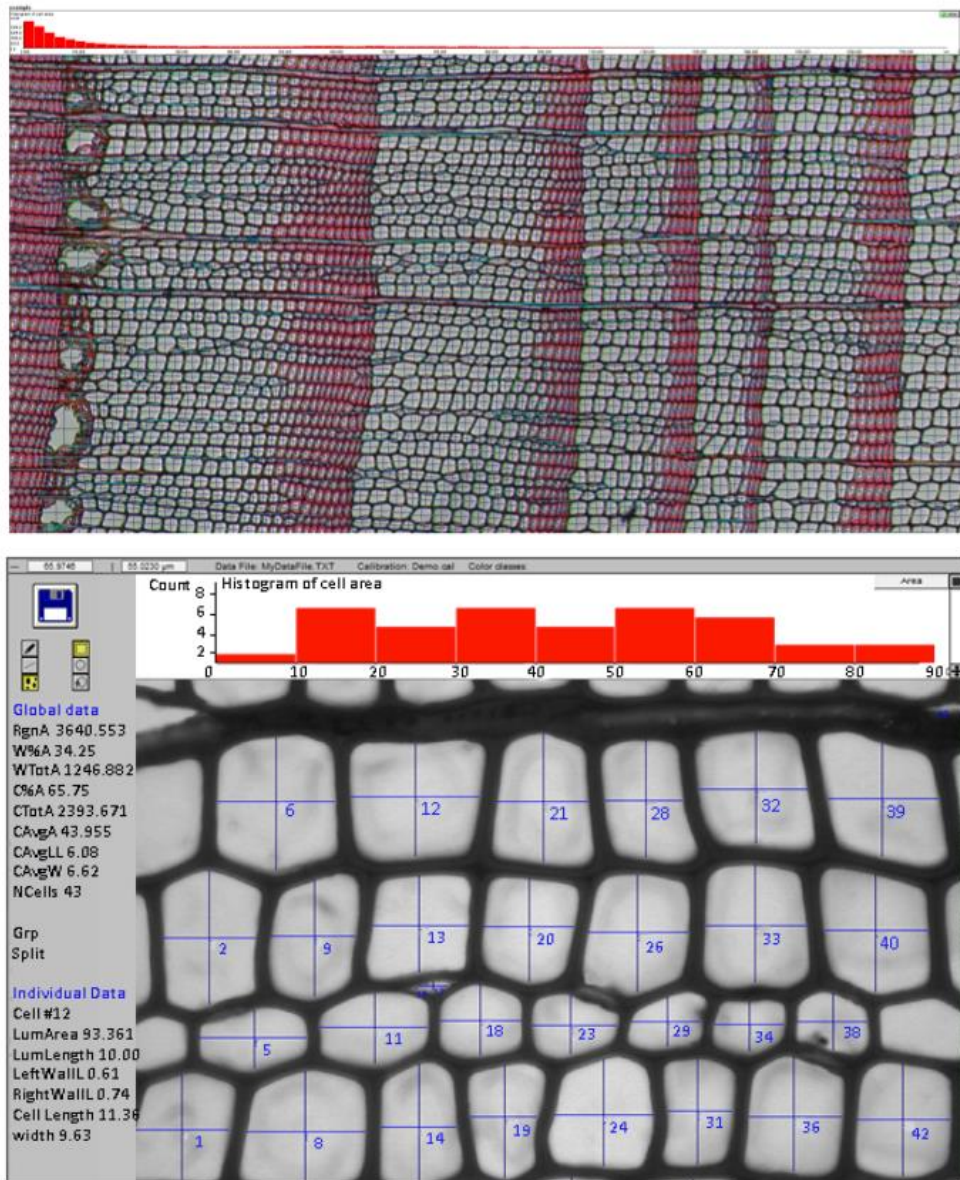 Data File: MyDataFile.TXT Calibration: Demo.cal Color classes:
Count
Histogram of cell area
Area
8
6
4
2
0 10 20 30 40 50 60 70 80 90
Global data
RgnA 3640.553
W%A 34.25
WTotA 1246.882
C%A 65.75
CTotA 2393.671
CAvgA 43.955
CAvgLL 6.08
CAvgW 6.62
NCells 43
Grp
Split
Individual Data
Cell #12
LumArea 93.361
LumLength 10.00
LeftWallL 0.61
RightWallL 0.74
Cell Length 11.36
width 9.63
6 12 21 28 32 39
2 9 13 20 26 33 40
5 11 18 23 29 34 38
1 8 14 19 24 31 36 42